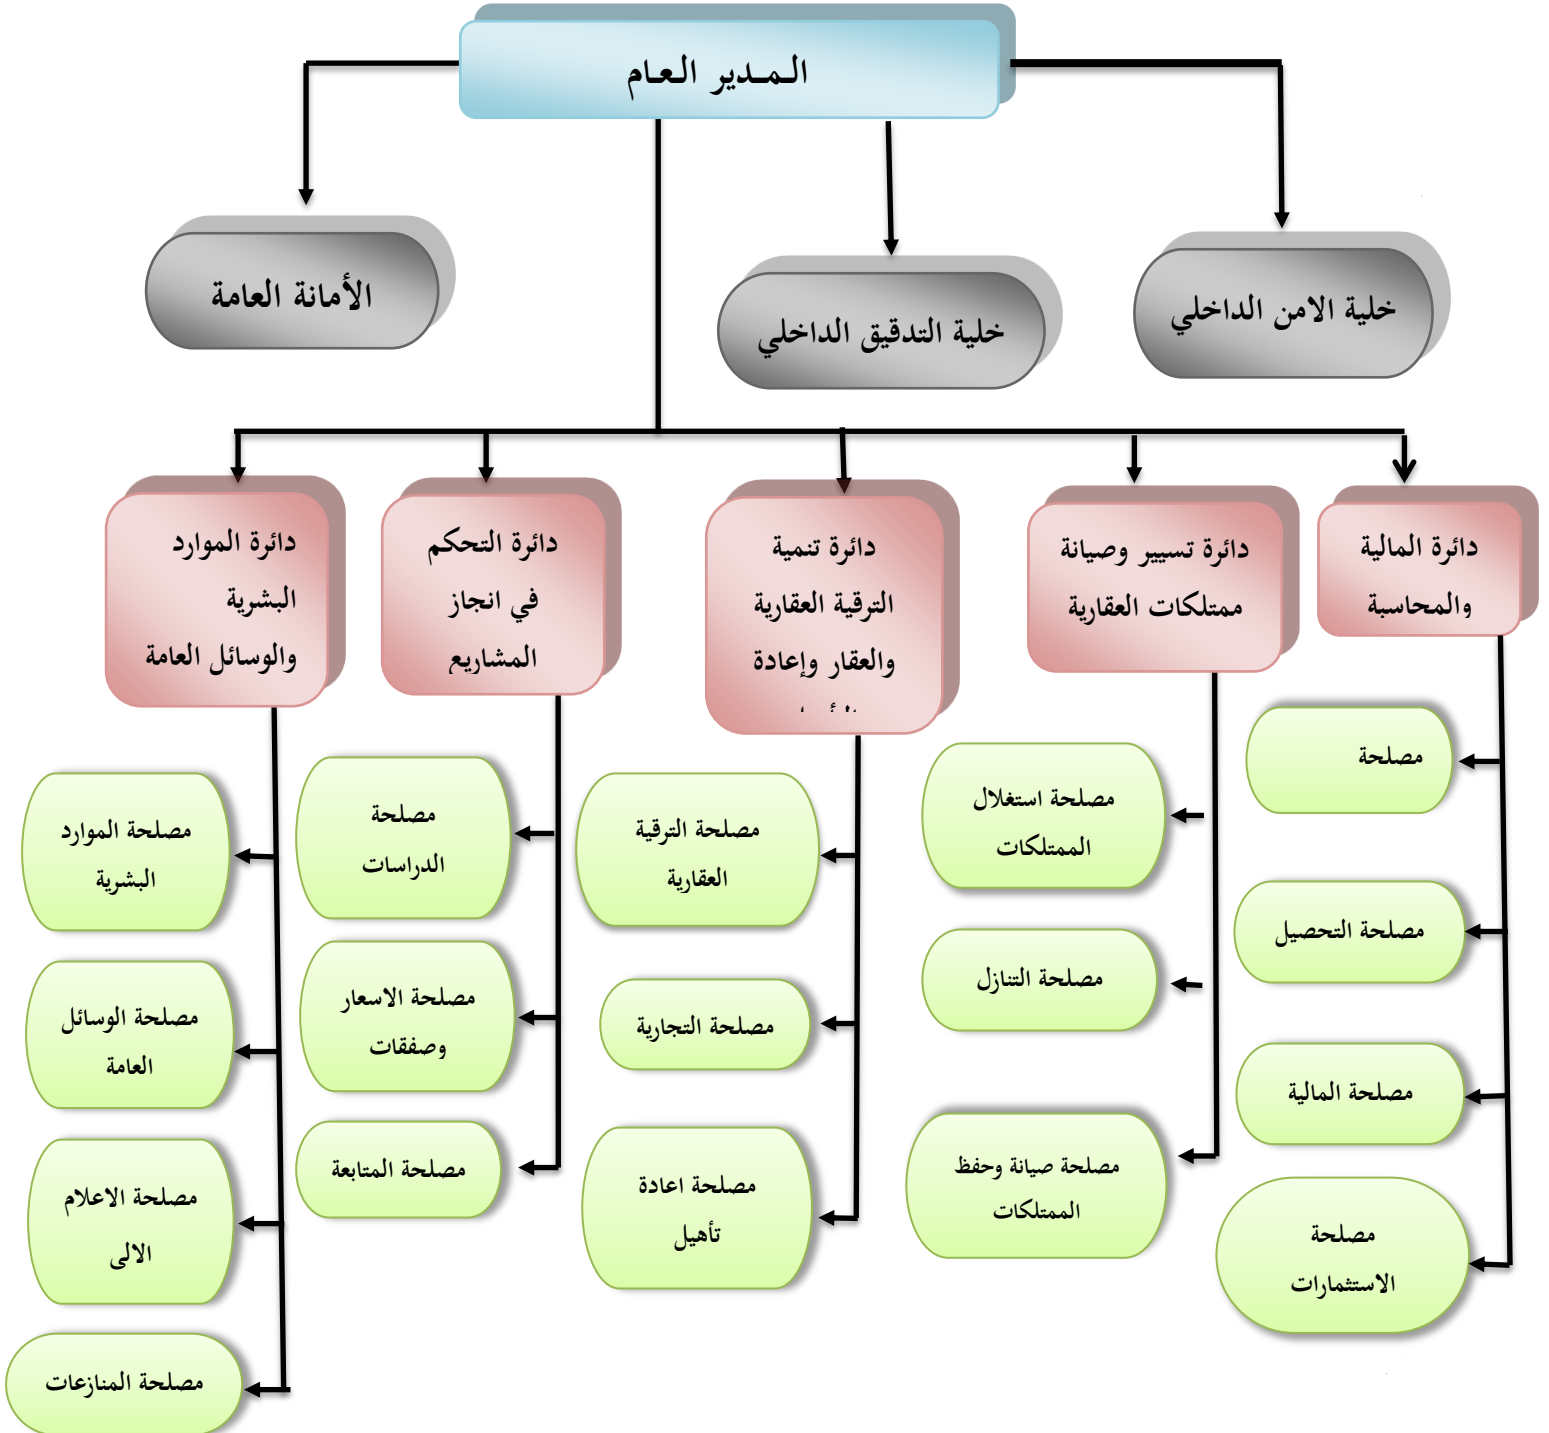 المدير العام
خلية الامن الداخلي
خلية التدقيق الداخلي
الأمانة العامة
دائرة المالية
والمحاسبة
دائرة تسيير وصيانة
ممتلكات العقارية
دائرة تنمية
الترقية العقارية
والعقار وإعادة
دائرة التحكم
في انجاز
المشاريع
دائرة الموارد
البشرية
والوسائل العامة
مصلحة
مصلحة التحصيل
مصلحة المالية
مصلحة
الاستثمارات
مصلحة استغلال
الممتلكات
مصلحة التنازل
مصلحة صيانة وحفظ
الممتلكات
مصلحة الترقية
العقارية
مصلحة التجارية
مصلحة اعادة
تأهيل
مصلحة
الدراسات
مصلحة الاسعار
وصفقات
مصلحة المتابعة
مصلحة الموارد
البشرية
مصلحة الوسائل
العامة
مصلحة الاعلام
الالى
مصلحة المنازعات